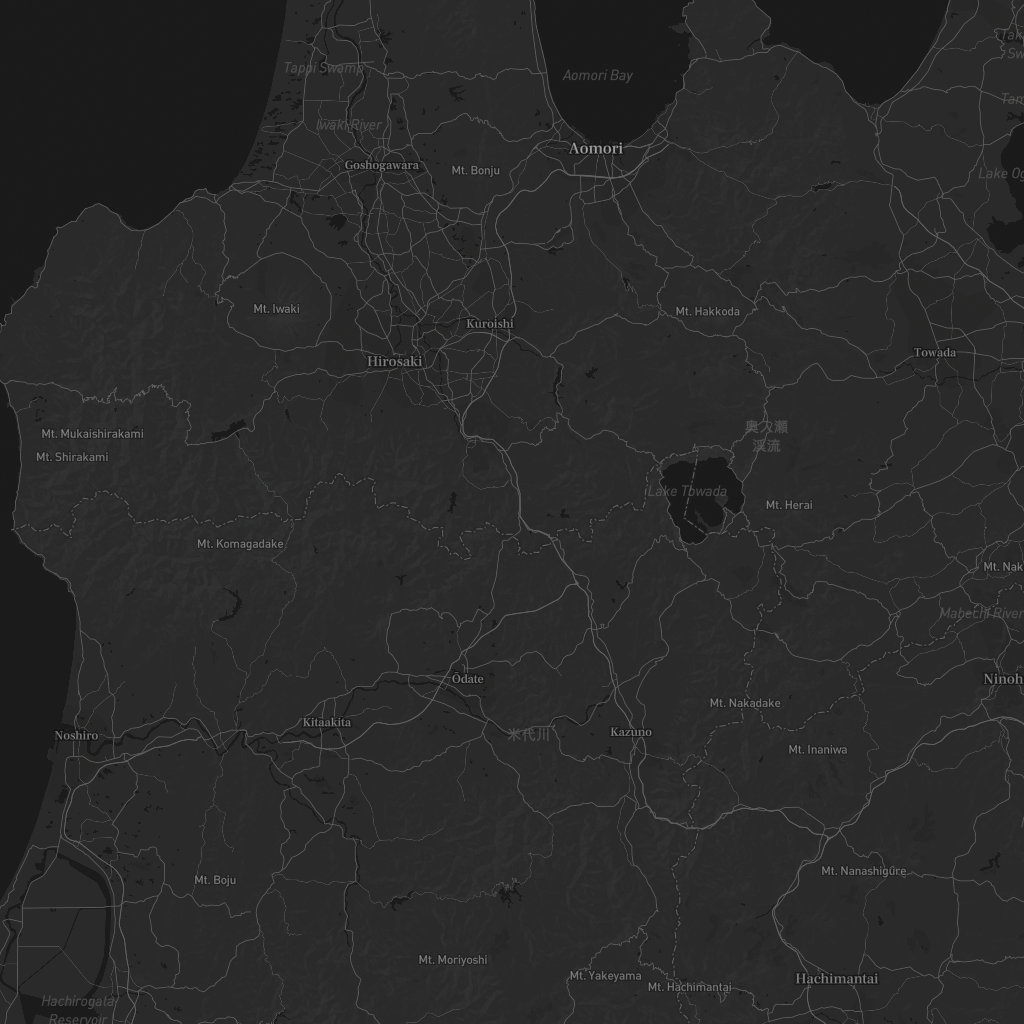 Tappi Swamp
Aomori Bay
Iwaki River
Aomori
Goshogawara
Mt. Bonju
Mt. Iwaki
Mt. Hakkoda
Kuroishi
Hirosaki
Towada
Mt. Mukaishirakami
奥入瀬
渓流
Mt. Shirakami
Lake Towada
Mt. Herai
Mt. Komagadake
Mt. Nak
Mabechi River
Ōdate
Ninoh
Mt. Nakadake
Kitaakita
Noshiro
米代川
Kazuno
Mt. Inaniwa
Mt. Boju
Mt. Nanashigure
Mt. Moriyoshi
Mt. Yakeyama
Mt. Hachimantai
Hachimantai
Hachirogata
Reservoir